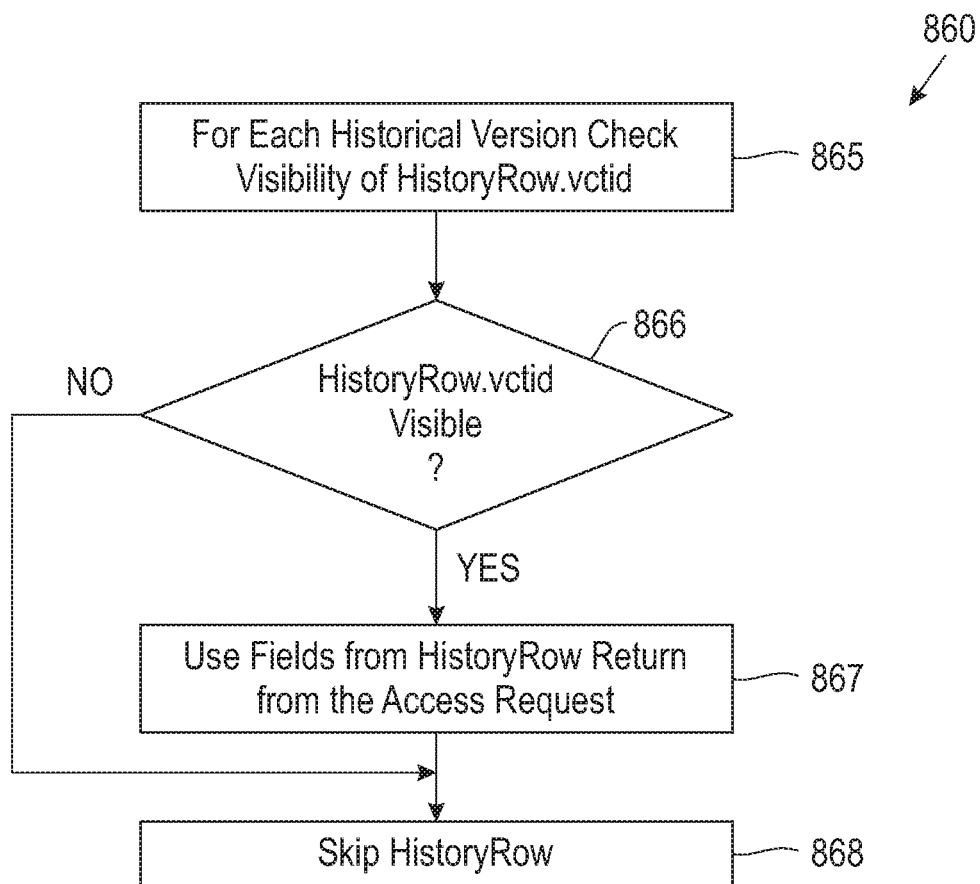 860
For Each Historical Version Check
Visibility of HistoryRow.vctid
865
866
NO
HistoryRow.vctid
Visible
?
YES
Use Fields from HistoryRow Return
from the Access Request
867
Skip HistoryRow
868